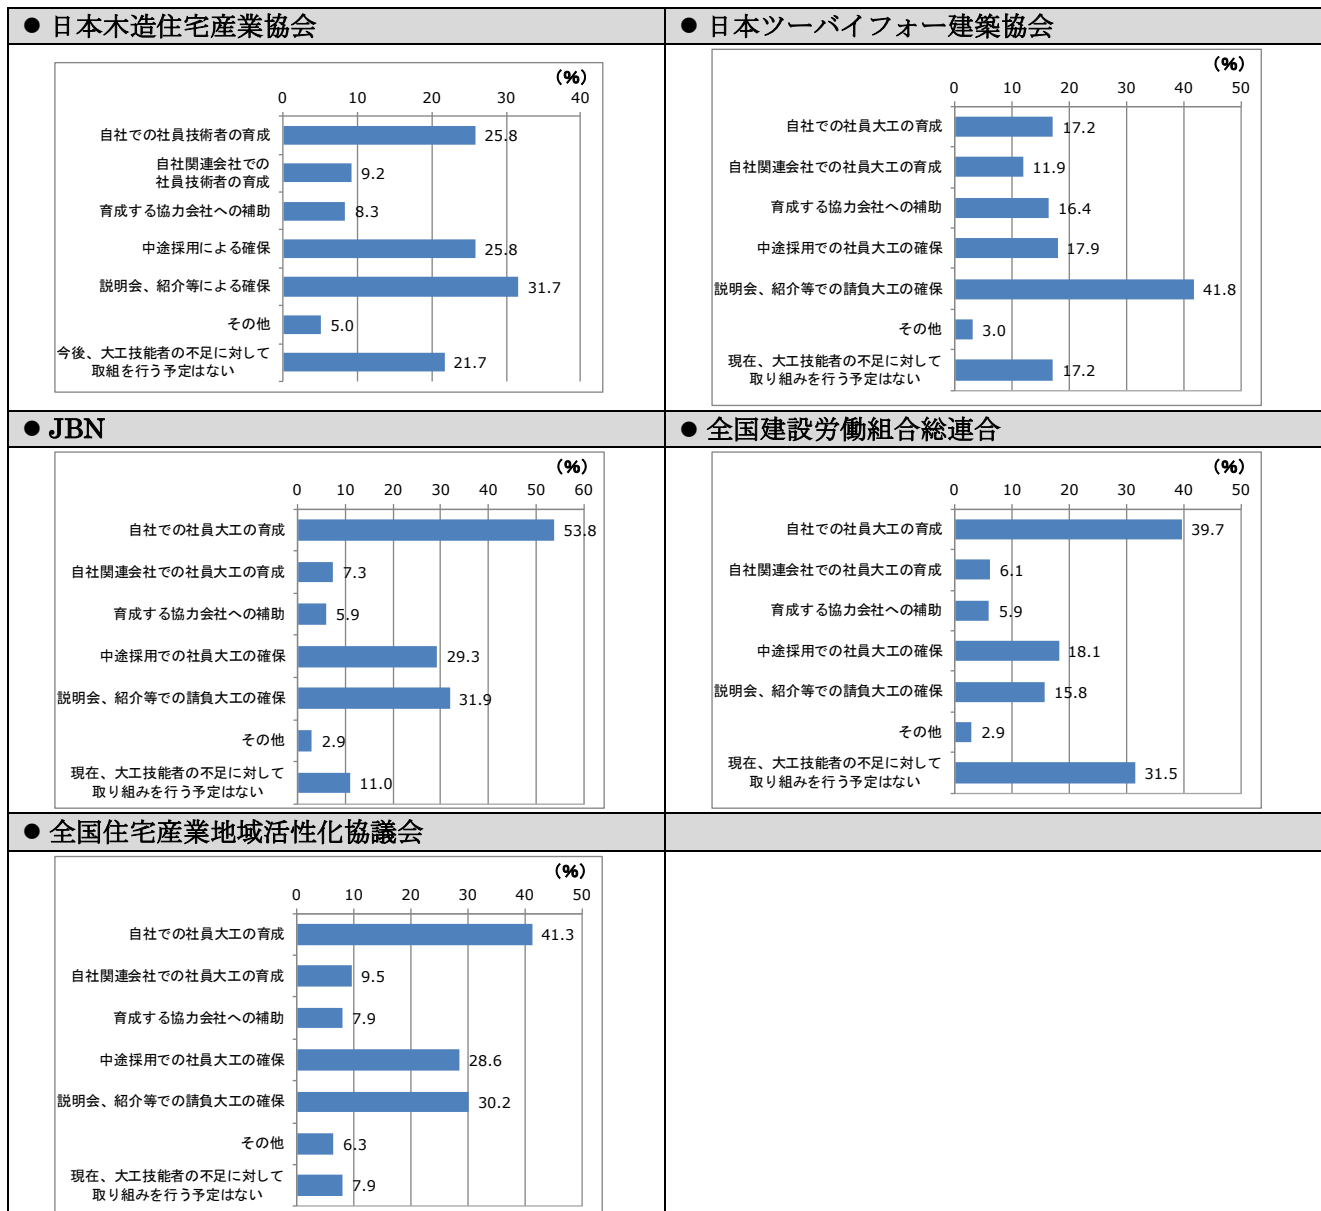 ● 日本木造住宅産業協会
（%）
0 10 20 30 40
自社での社員技術者の育成 25.8
自社関連会社での
社員技術者の育成 9.2
育成する協力会社への補助 8.3
中途採用による確保 25.8
説明会、紹介等による確保 31.7
その他 5.0
今後、大工技能者の不足に対して
取組を行う予定はない 21.7
● 日本ツーバイフォー建築協会
（%）
0 10 20 30 40 50
自社での社員大工の育成 17.2
自社関連会社での社員大工の育成 11.9
育成する協力会社への補助 16.4
中途採用での社員大工の確保 17.9
説明会、紹介等での請負大工の確保 41.8
その他 3.0
現在、大工技能者の不足に対して
取り組みを行う予定はない 17.2
● JBN
（%）
0 10 20 30 40 50 60
自社での社員大工の育成 53.8
自社関連会社での社員大工の育成 7.3
育成する協力会社への補助 5.9
中途採用での社員大工の確保 29.3
説明会、紹介等での請負大工の確保 31.9
その他 2.9
現在、大工技能者の不足に対して
取り組みを行う予定はない 11.0
● 全国建設労働組合総連合
（%）
0 10 20 30 40 50
自社での社員大工の育成 39.7
自社関連会社での社員大工の育成 6.1
育成する協力会社への補助 5.9
中途採用での社員大工の確保 18.1
説明会、紹介等での請負大工の確保 15.8
その他 2.9
現在、大工技能者の不足に対して
取り組みを行う予定はない 31.5
● 全国住宅産業地域活性化協議会
（%）
0 10 20 30 40 50
自社での社員大工の育成 41.3
自社関連会社での社員大工の育成 9.5
育成する協力会社への補助 7.9
中途採用での社員大工の確保 28.6
説明会、紹介等での請負大工の確保 30.2
その他 6.3
現在、大工技能者の不足に対して
取り組みを行う予定はない 7.9